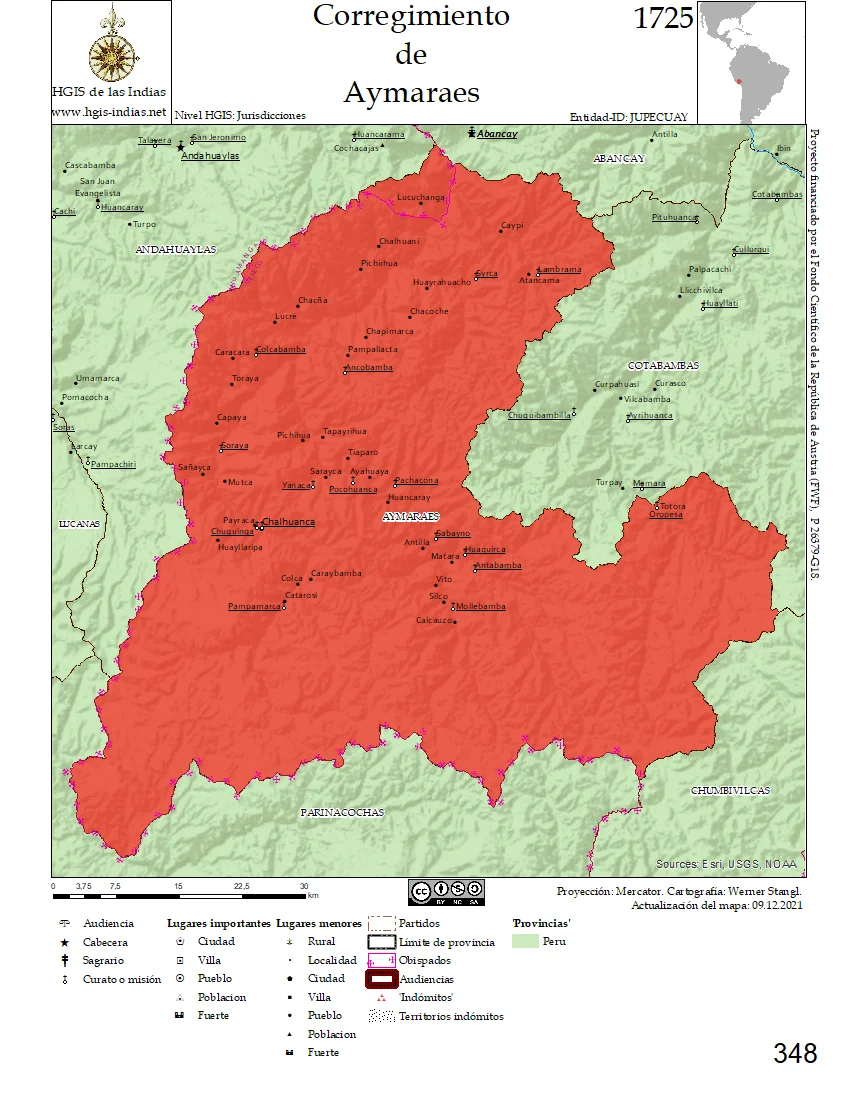 Corregimiento
de
Aymaraes
1725
HGIS de las Indias
www.hgis-indias.net
Nivel HGIS: Jurisdicciones
Entidad-ID: JUPECUAY
Talavera
San Jeronimo
Andahuaylas
Huancarama
Cochacajas
Abancay
Antilla
ABANCAY
Ibin
Cascabamba
San Juan
Evangelista
Huancaray
Cachi
Turpo
Cotabambas
Pituhuanca
Lucuchanga
Caypi
ANDAHUAYLAS
Chalhuani
Cullurqui
Pichirhua
Syrca
Lambrama
Atancama
Palpacachi
Huayrahuacho
Llicchivilca
Huayllati
Chacña
Lucre
Chacoche
Chapimarca
Caracara
Colcabamba
Pampallacta
Ancobamba
COTABAMBAS
Toraya
Umamarca
Pomacocha
Curpahuasi
Curasco
Vilcabamba
Ayrihuanca
Chuquibambilla
Soras
Capaya
Pichihua
Tapayrihua
Larcay
Pampachiri
Soraya
Tiaparo
Sañayca
Mutca
Sarayca
Ayahuaya
Yanaca
Pocohuanca
Pachacona
Huancaray
Turpay
Mamara
Totora
Oropesa
LUCANAS
Payraca
Chalhuanca
Chuquinga
Huayllaripa
AYMARAES
Sabayno
Antilla
Huaquirca
Matara
Antabamba
Colca
Caraybamba
Vito
Catarosi
Pampamarca
Silco
Mollebamba
Calcauzo
PARINACOCHAS
CHUMBIVILCAS
Sources: Esri, USGS, NOAA
Proyecto financiado por el Fondo Científico de la República de Austria (FWF), P 26379-G18.
0 3,75 7,5 15 22,5 30
km
CC BY NC SA
Proyección: Mercator. Cartografía: Werner Stangl.
Actualización del mapa: 09.12.2021
Audiencia
Cabecera
Sagrario
Curato o misión
Lugares importantes
Ciudad
Villa
Pueblo
Poblacion
Fuerte
Lugares menores
Rural
Localidad
Ciudad
Villa
Pueblo
Poblacion
Fuerte
Partidos
Límite de provincia
Obispados
Audiencias
'Indómitos'
Territorios indómitos
'Provincias'
Peru
348